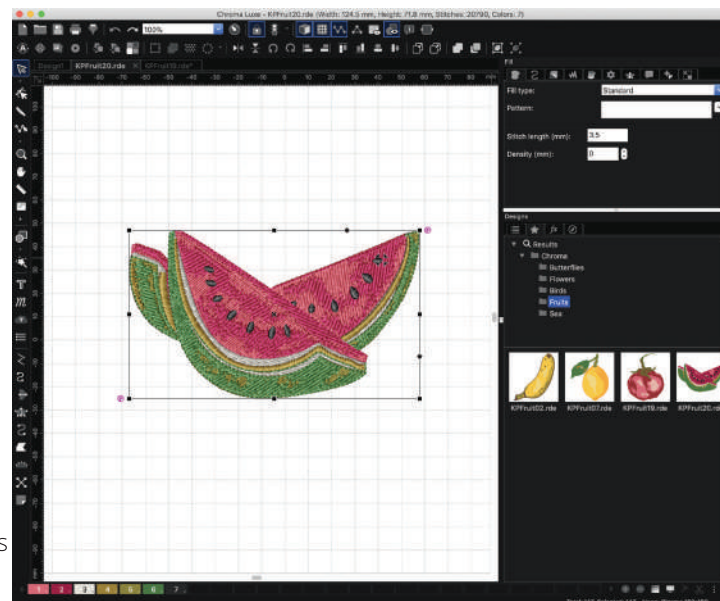 Chroma Luxe - KPFruit20.rde (Width: 124.5 mm, Height: 71.8 mm, Stitches: 20790, Colors: 7)
100%
Design1 KPFruit20.rde × KPFruit19.rde*
Fill
Fill type: Standard
Pattern:
Stitch length (mm): 3.5
Density (mm): 0
Designs
Results
Chroma
Butterflies
Flowers
Birds
Fruits
Sea
KPFruit02.rde KPFruit07.rde KPFruit19.rde KPFruit20.rde
s
1 2 3 4 5 6 7